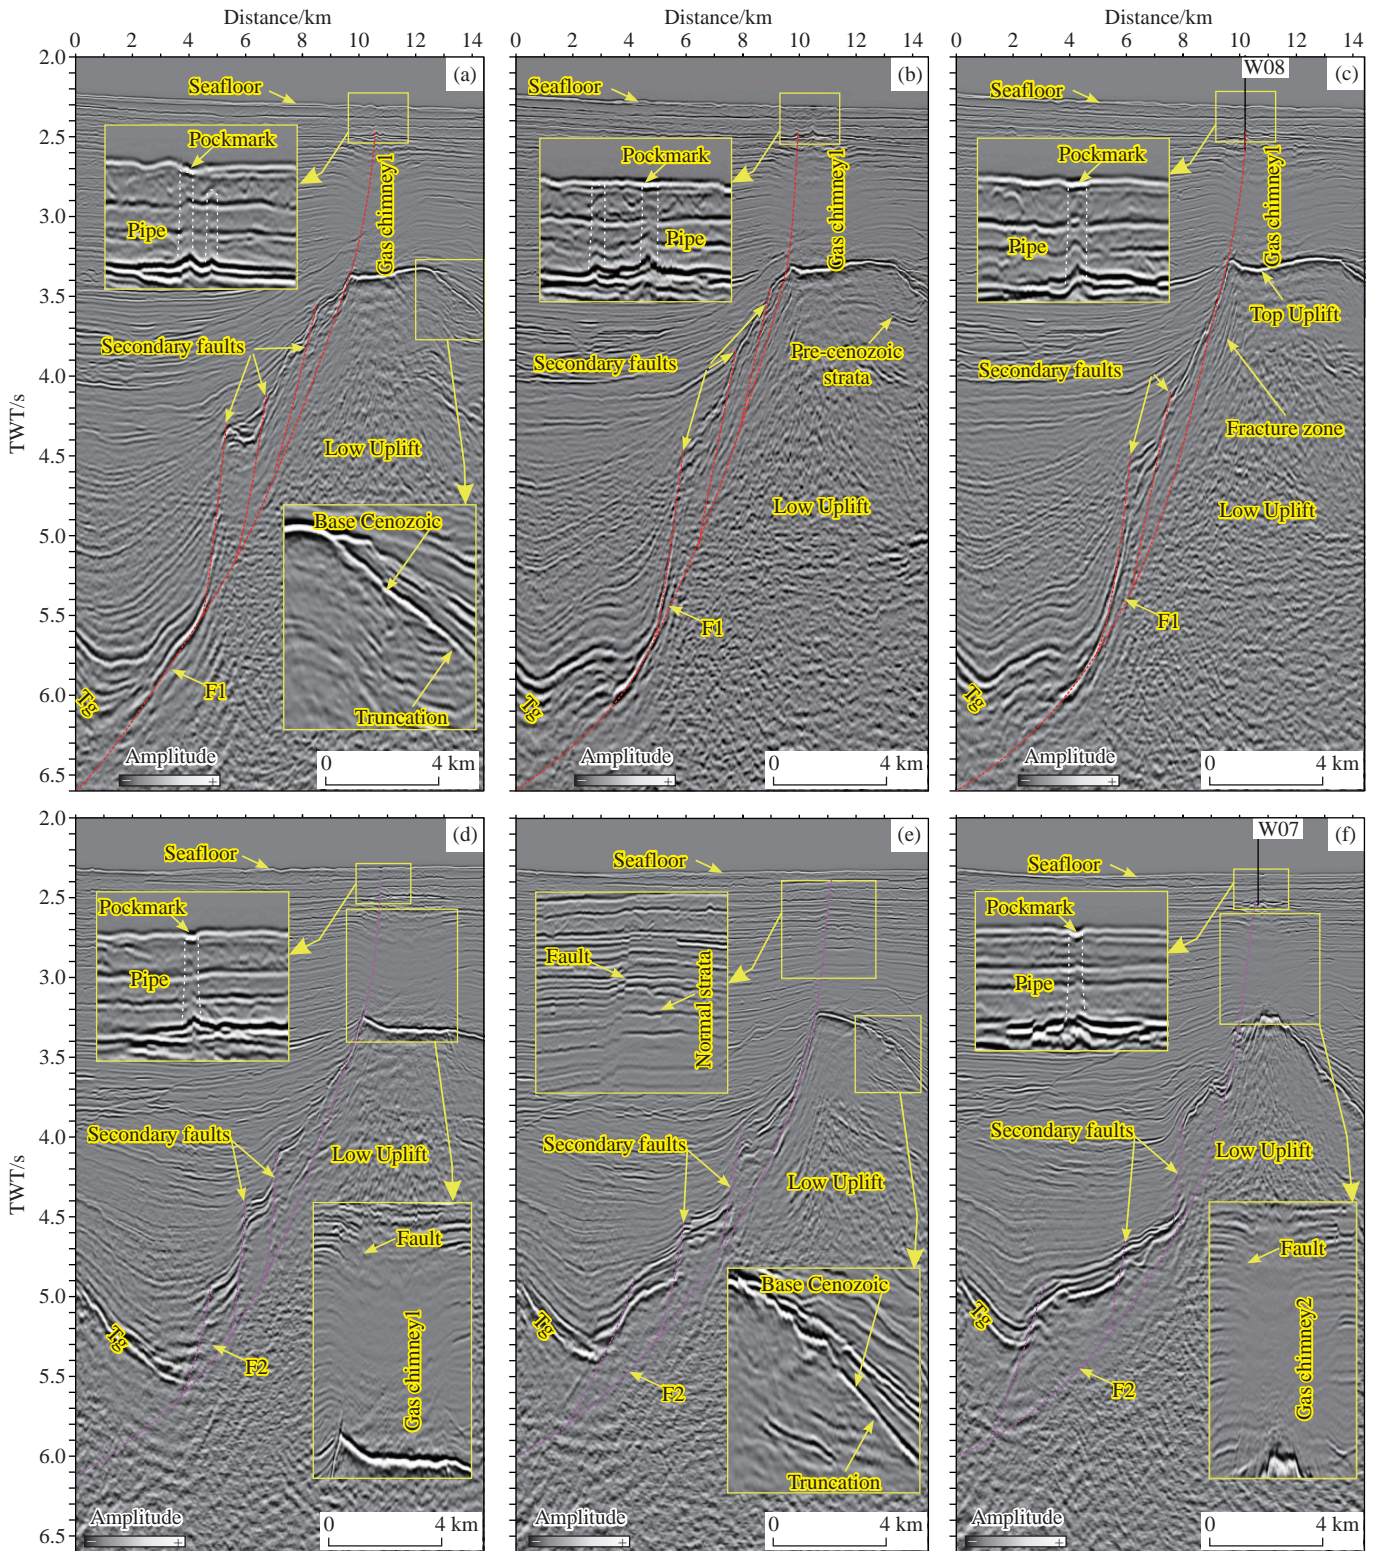 Distance/km
Distance/km
Distance/km
0 2 4 6 8 10 12 14
0 2 4 6 8 10 12 14
0 2 4 6 8 10 12 14
TWT/s
2.0
2.5
3.0
3.5
4.0
4.5
5.0
5.5
6.0
6.5
(a)
Seafloor
Pockmark
Pipe
Gas chimney1
Secondary faults
Low Uplift
Base Cenozoic
Truncation
F1
Tg
Amplitude
− +
0 4 km
(b)
Seafloor
Pockmark
Pipe
Gas chimney1
Secondary faults
Pre-cenozoic
strata
Low Uplift
F1
Tg
Amplitude
− +
0 4 km
W08
(c)
Seafloor
Pockmark
Pipe
Gas chimney1
Top Uplift
Secondary faults
Fracture zone
Low Uplift
F1
Tg
Amplitude
− +
0 4 km
TWT/s
2.0
2.5
3.0
3.5
4.0
4.5
5.0
5.5
6.0
6.5
(d)
Seafloor
Pockmark
Pipe
Secondary faults
Low Uplift
Fault
Gas chimney1
Tg
F2
Amplitude
− +
0 4 km
(e)
Seafloor
Fault
Normal strata
Secondary faults
Low Uplift
Base Cenozoic
Truncation
Tg
F2
Amplitude
− +
0 4 km
W07
(f)
Seafloor
Pockmark
Pipe
Secondary faults
Low Uplift
Fault
Gas chimney2
Tg
F2
Amplitude
− +
0 4 km